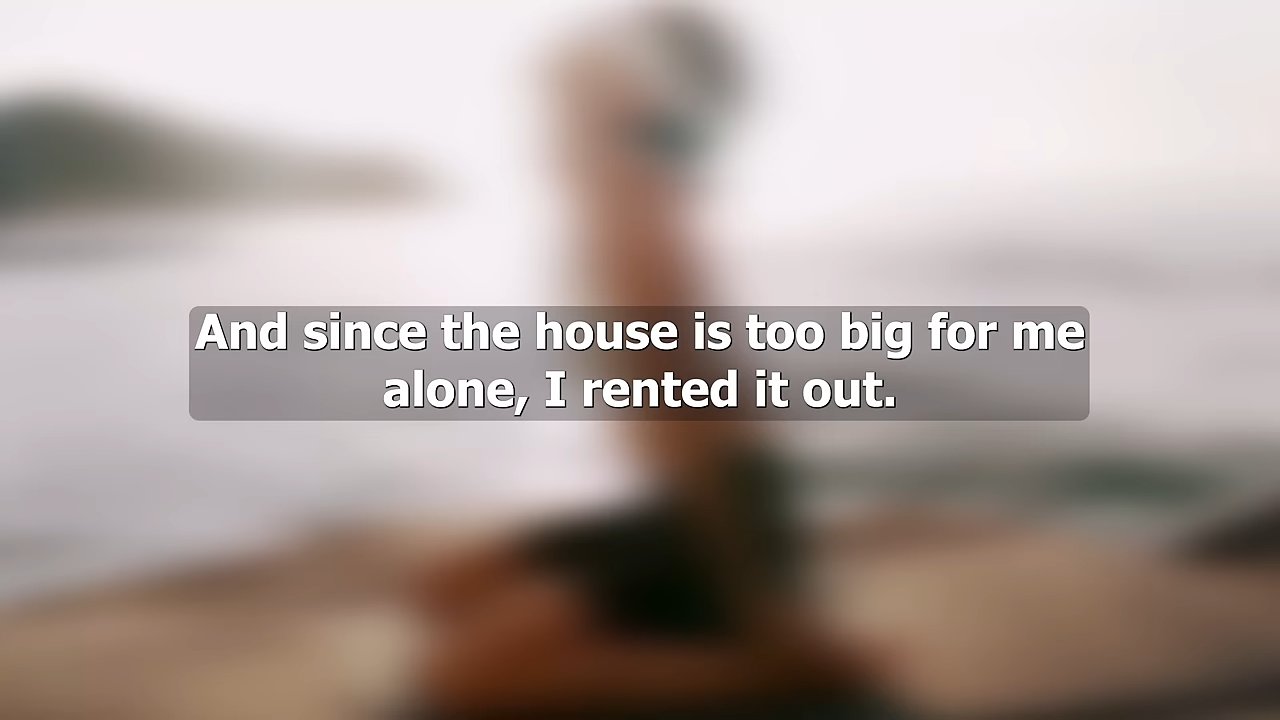 And since the house is too big for me
alone, I rented it out.